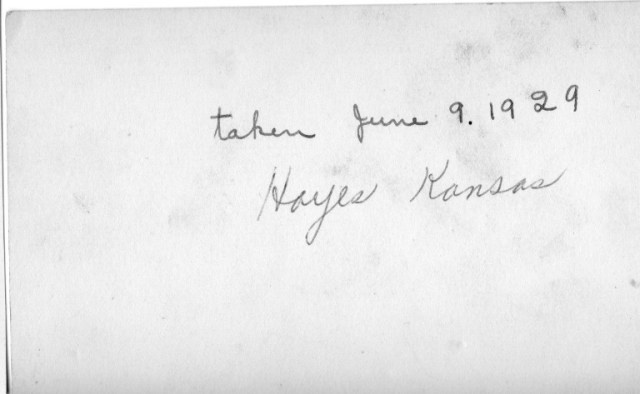 taken June 9. 1929
Hayes Kansas